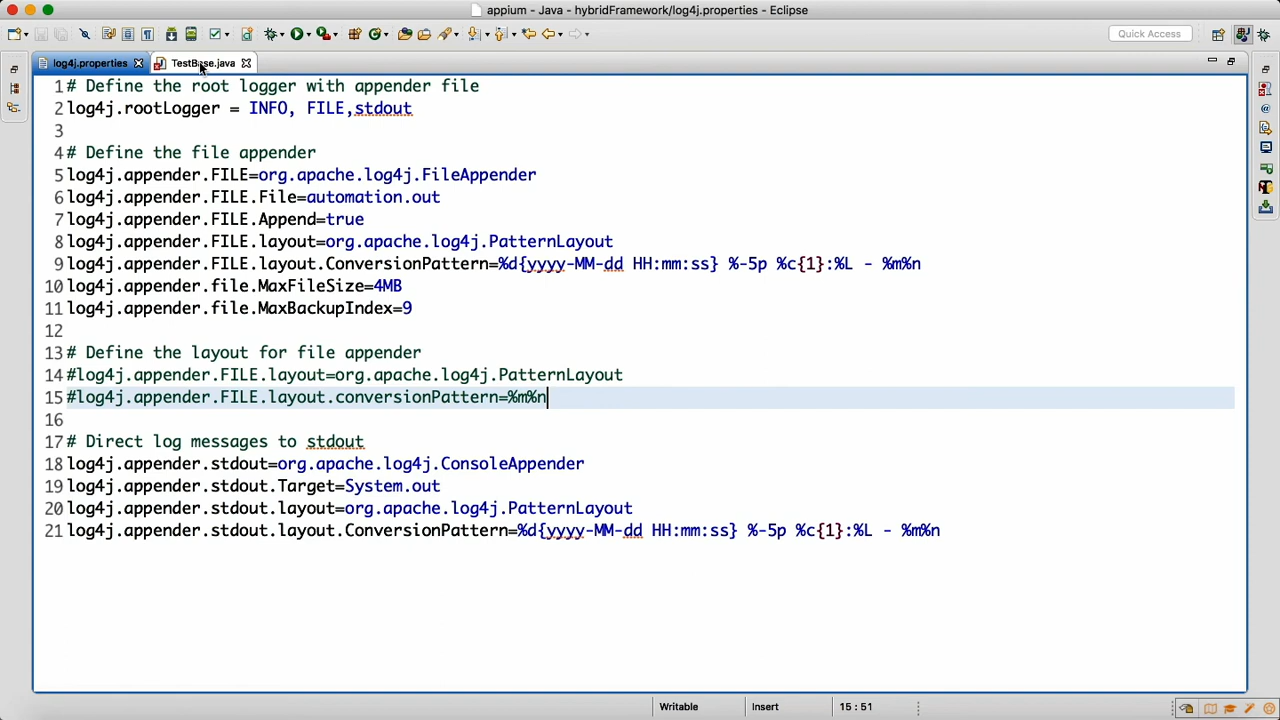 appium - Java - hybridFramework/log4j.properties - Eclipse
Quick Access
log4j.properties
TestBase.java
1# Define the root logger with appender file
2 log4j.rootLogger = INFO, FILE,stdout
3
4# Define the file appender
5 log4j.appender.FILE=org.apache.log4j.FileAppender
6 log4j.appender.FILE.File=automation.out
7 log4j.appender.FILE.Append=true
8 log4j.appender.FILE.layout=org.apache.log4j.PatternLayout
9 log4j.appender.FILE.layout.ConversionPattern=%d{yyyy-MM-dd HH:mm:ss} %-5p %c{1}:%L - %m%n
10 log4j.appender.file.MaxFileSize=4MB
11 log4j.appender.file.MaxBackupIndex=9
12
13# Define the layout for file appender
14#log4j.appender.FILE.layout=org.apache.log4j.PatternLayout
15#log4j.appender.FILE.layout.conversionPattern=%m%n
16
17# Direct log messages to stdout
18 log4j.appender.stdout=org.apache.log4j.ConsoleAppender
19 log4j.appender.stdout.Target=System.out
20 log4j.appender.stdout.layout=org.apache.log4j.PatternLayout
21 log4j.appender.stdout.layout.ConversionPattern=%d{yyyy-MM-dd HH:mm:ss} %-5p %c{1}:%L - %m%n
Writable
Insert
15 : 51